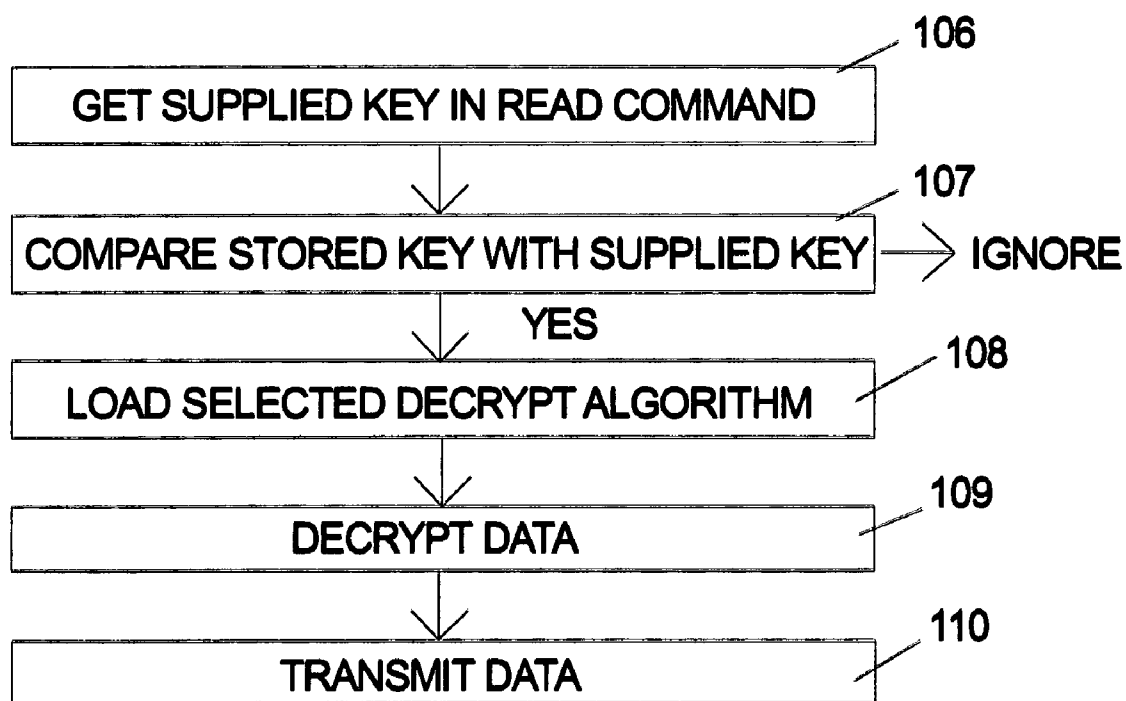 106
GET SUPPLIED KEY IN READ COMMAND
107
COMPARE STORED KEY WITH SUPPLIED KEY
IGNORE
YES
108
LOAD SELECTED DECRYPT ALGORITHM
109
DECRYPT DATA
110
TRANSMIT DATA